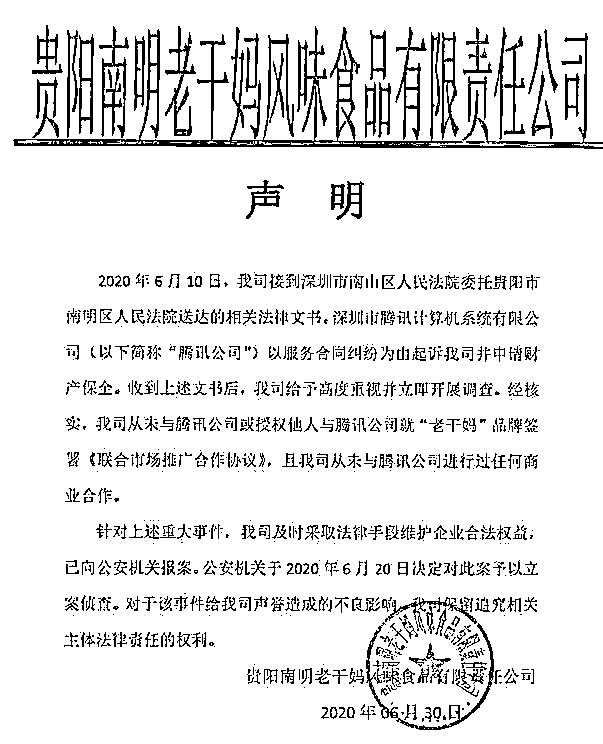 贵阳南明老干妈风味食品有限责任公司
声 明
2020 年 6 月 10 日，我司接到深圳市南山区人民法院委托贵阳市
南明区人民法院送达的相关法律文书。深圳市腾讯计算机系统有限公
司（以下简称“腾讯公司”）以服务合同纠纷为由起诉我司并申请财
产保全。收到上述文书后，我司给予高度重视并立即开展调查。经核
实，我司从未与腾讯公司或授权他人与腾讯公司就“老干妈”品牌签
署《联合市场推广合作协议》，且我司从未与腾讯公司进行过任何商
业合作。
针对上述重大事件，我司及时采取法律手段维护企业合法权益，
已向公安机关报案。公安机关于 2020 年 6 月 20 日决定对此案予以立
案侦查。对于该事件给我司声誉造成的不良影响，我司保留追究相关
主体法律责任的权利。
贵阳南明老干妈风味食品有限责任公司
2020 年 06 月 30 日